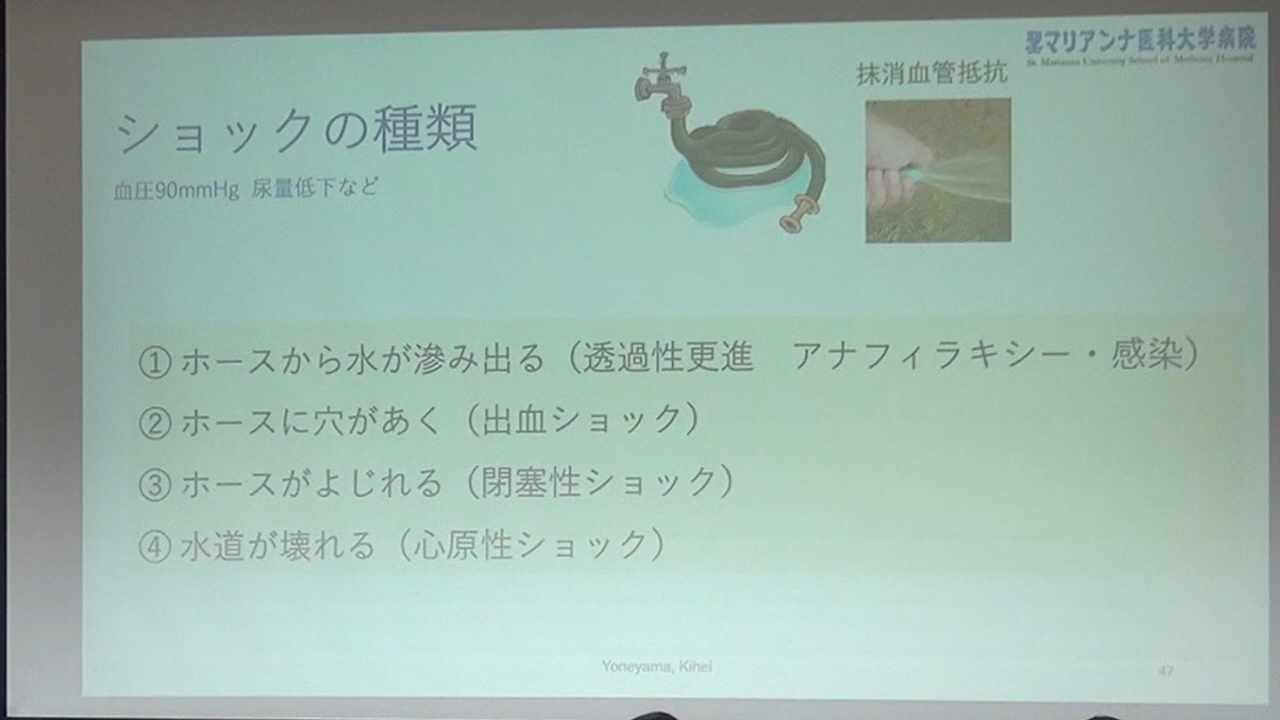 聖マリアンナ医科大学病院
St. Marianna University School of Medicine Hospital
抹消血管抵抗
ショックの種類
血圧90mmHg 尿量低下など
① ホースから水が滲み出る（透過性更進　アナフィラキシー・感染）
② ホースに穴があく（出血ショック）
③ ホースがよじれる（閉塞性ショック）
④ 水道が壊れる（心原性ショック）
Yoneyama, Kihei
47